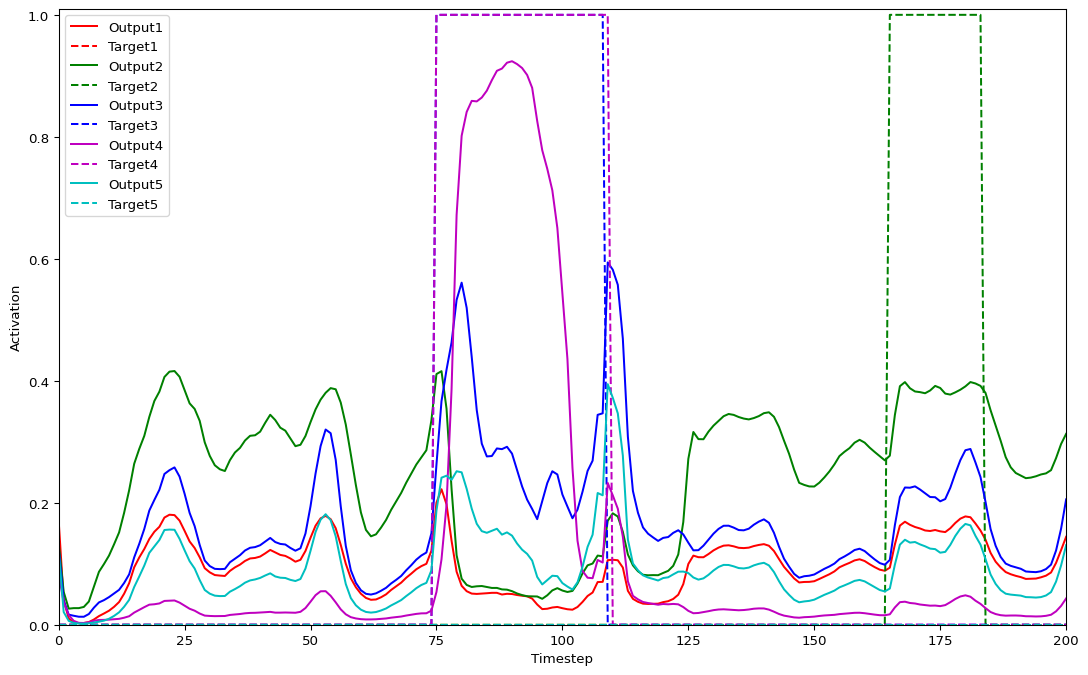 1.0
0.8
0.6
0.4
0.2
0.0
Activation
Output1
Target1
Output2
Target2
Output3
Target3
Output4
Target4
Output5
Target5
0 25 50 75 100 125 150 175 200
Timestep